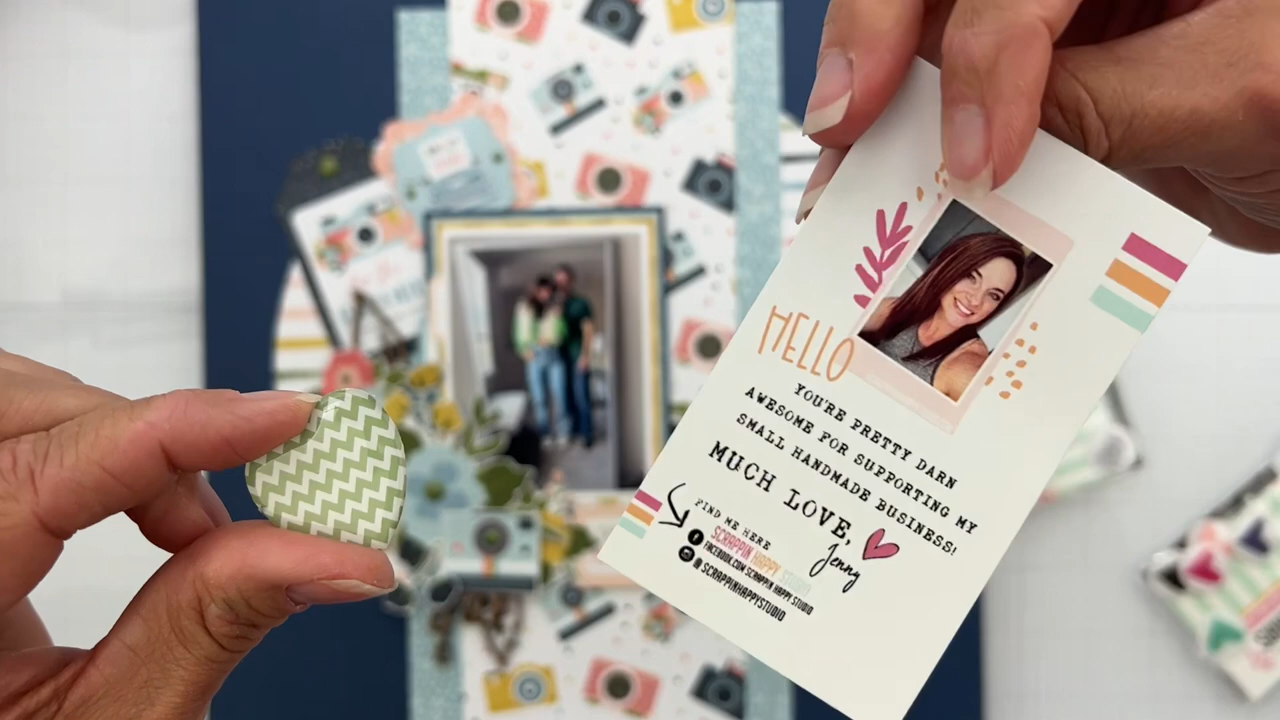 HELLO
YOU'RE PRETTY DARN
AWESOME FOR SUPPORTING MY
SMALL HANDMADE BUSINESS!
MUCH LOVE,
Jenny
FIND ME HERE
SCRAPPIN HAPPY STUDIO
FACEBOOK.COM/SCRAPPIN HAPPY STUDIO
@SCRAPPINHAPPYSTUDIO